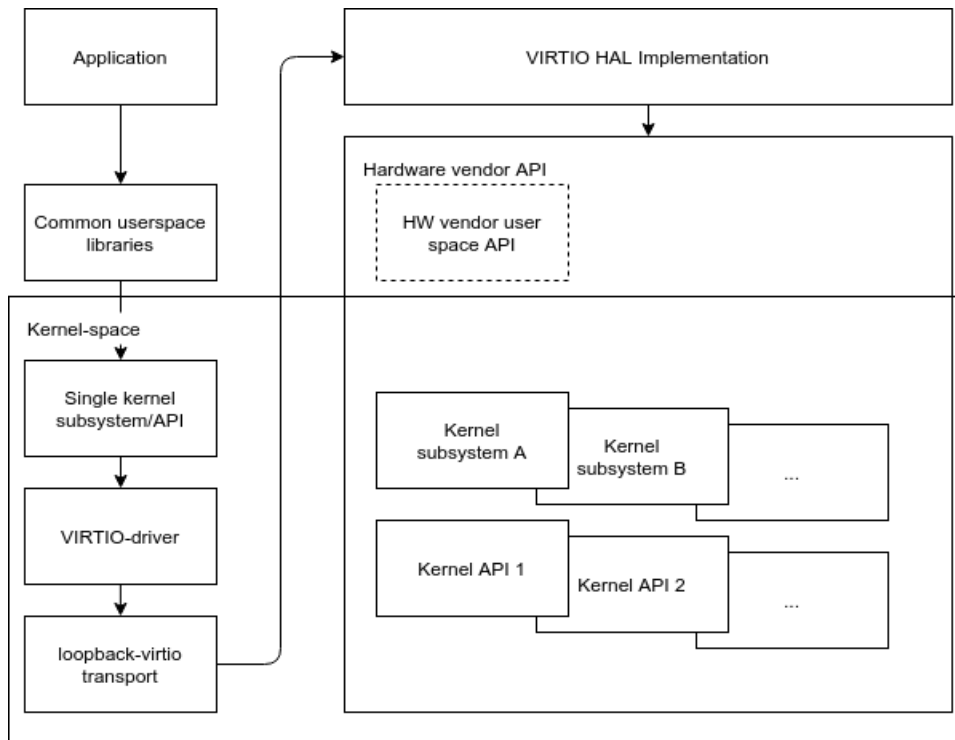 Application
VIRTIO HAL Implementation
Hardware vendor API
Common userspace
libraries
HW vendor user
space API
Kernel-space
Single kernel
subsystem/API
Kernel
subsystem A
Kernel
subsystem B
...
VIRTIO-driver
Kernel API 1
Kernel API 2
...
loopback-virtio
transport